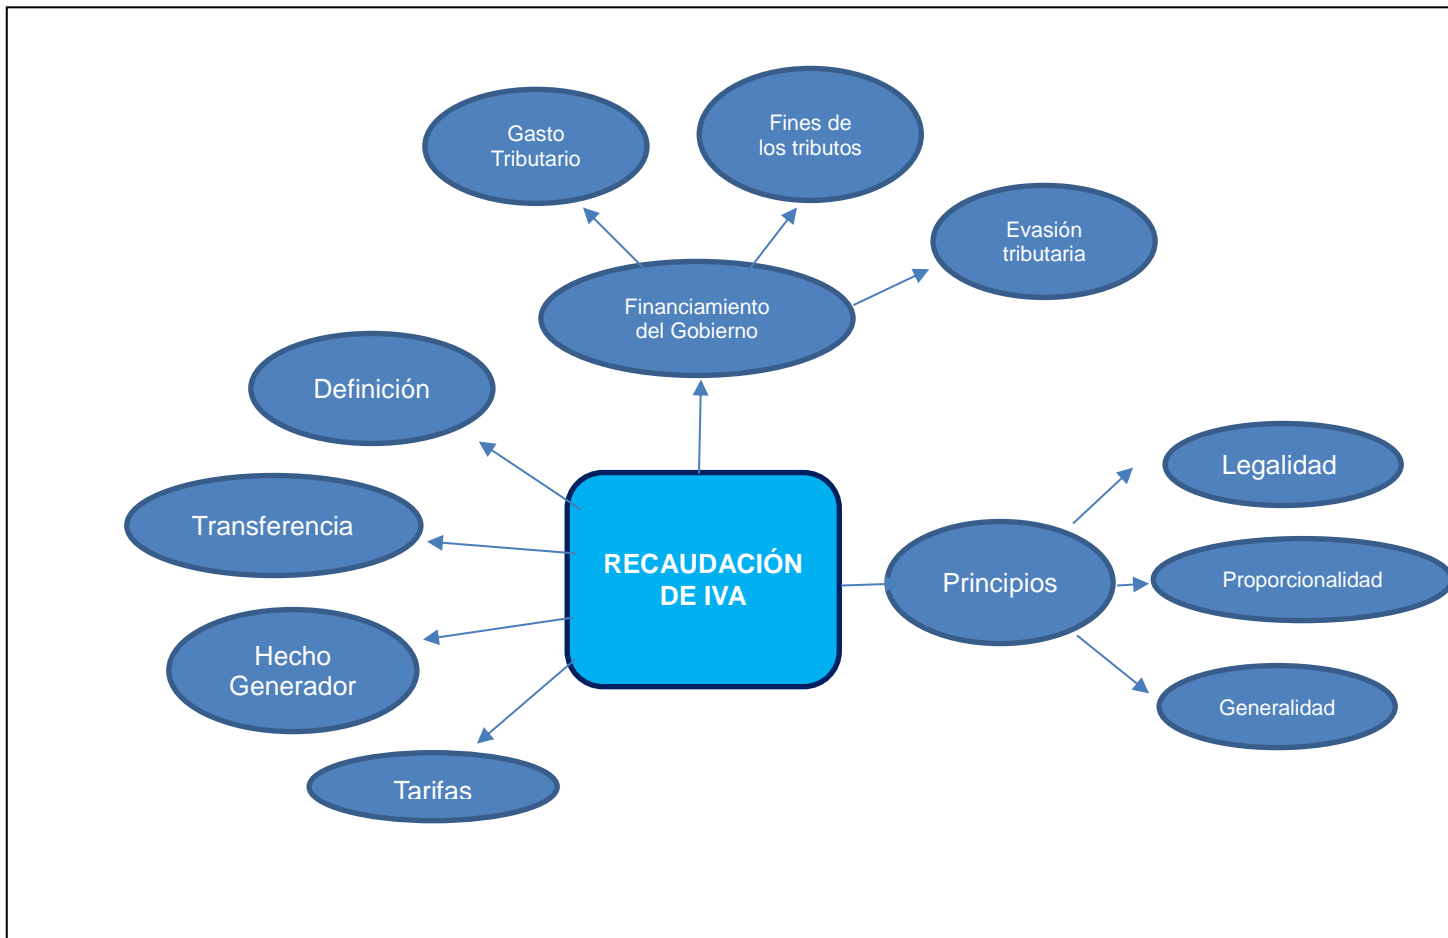 Gasto
Tributario
Fines de
los tributos
Evasión
tributaria
Financiamiento
del Gobierno
Definición
Transferencia
Hecho
Generador
Tarifas
RECAUDACIÓN
DE IVA
Principios
Legalidad
Proporcionalidad
Generalidad